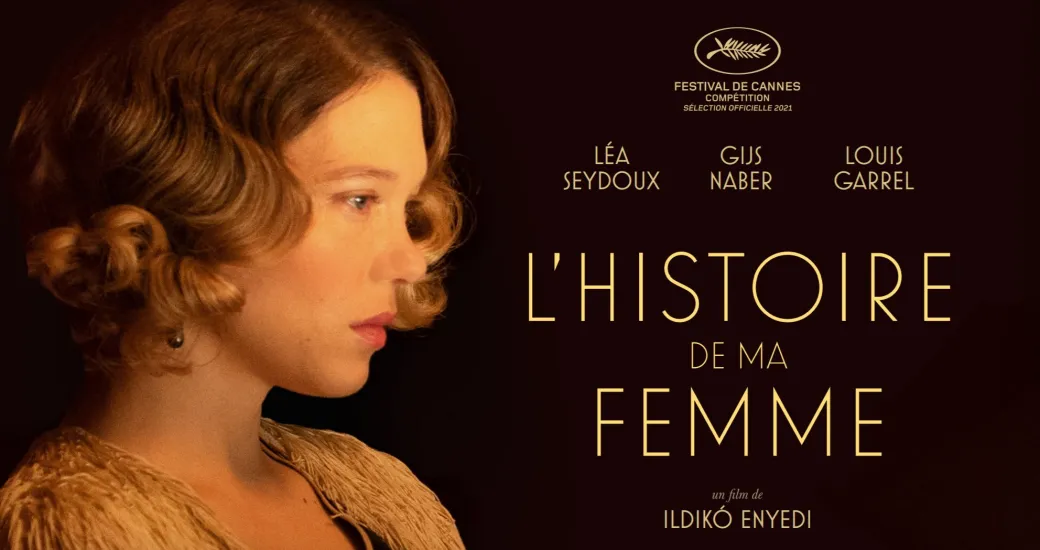 FESTIVAL DE CANNES
COMPÉTITION
SÉLECTION OFFICIELLE 2021
LÉA
SEYDOUX
GIJS
NABER
LOUIS
GARREL
L'HISTOIRE
DE MA
FEMME
un film de
ILDIKÓ ENYEDI